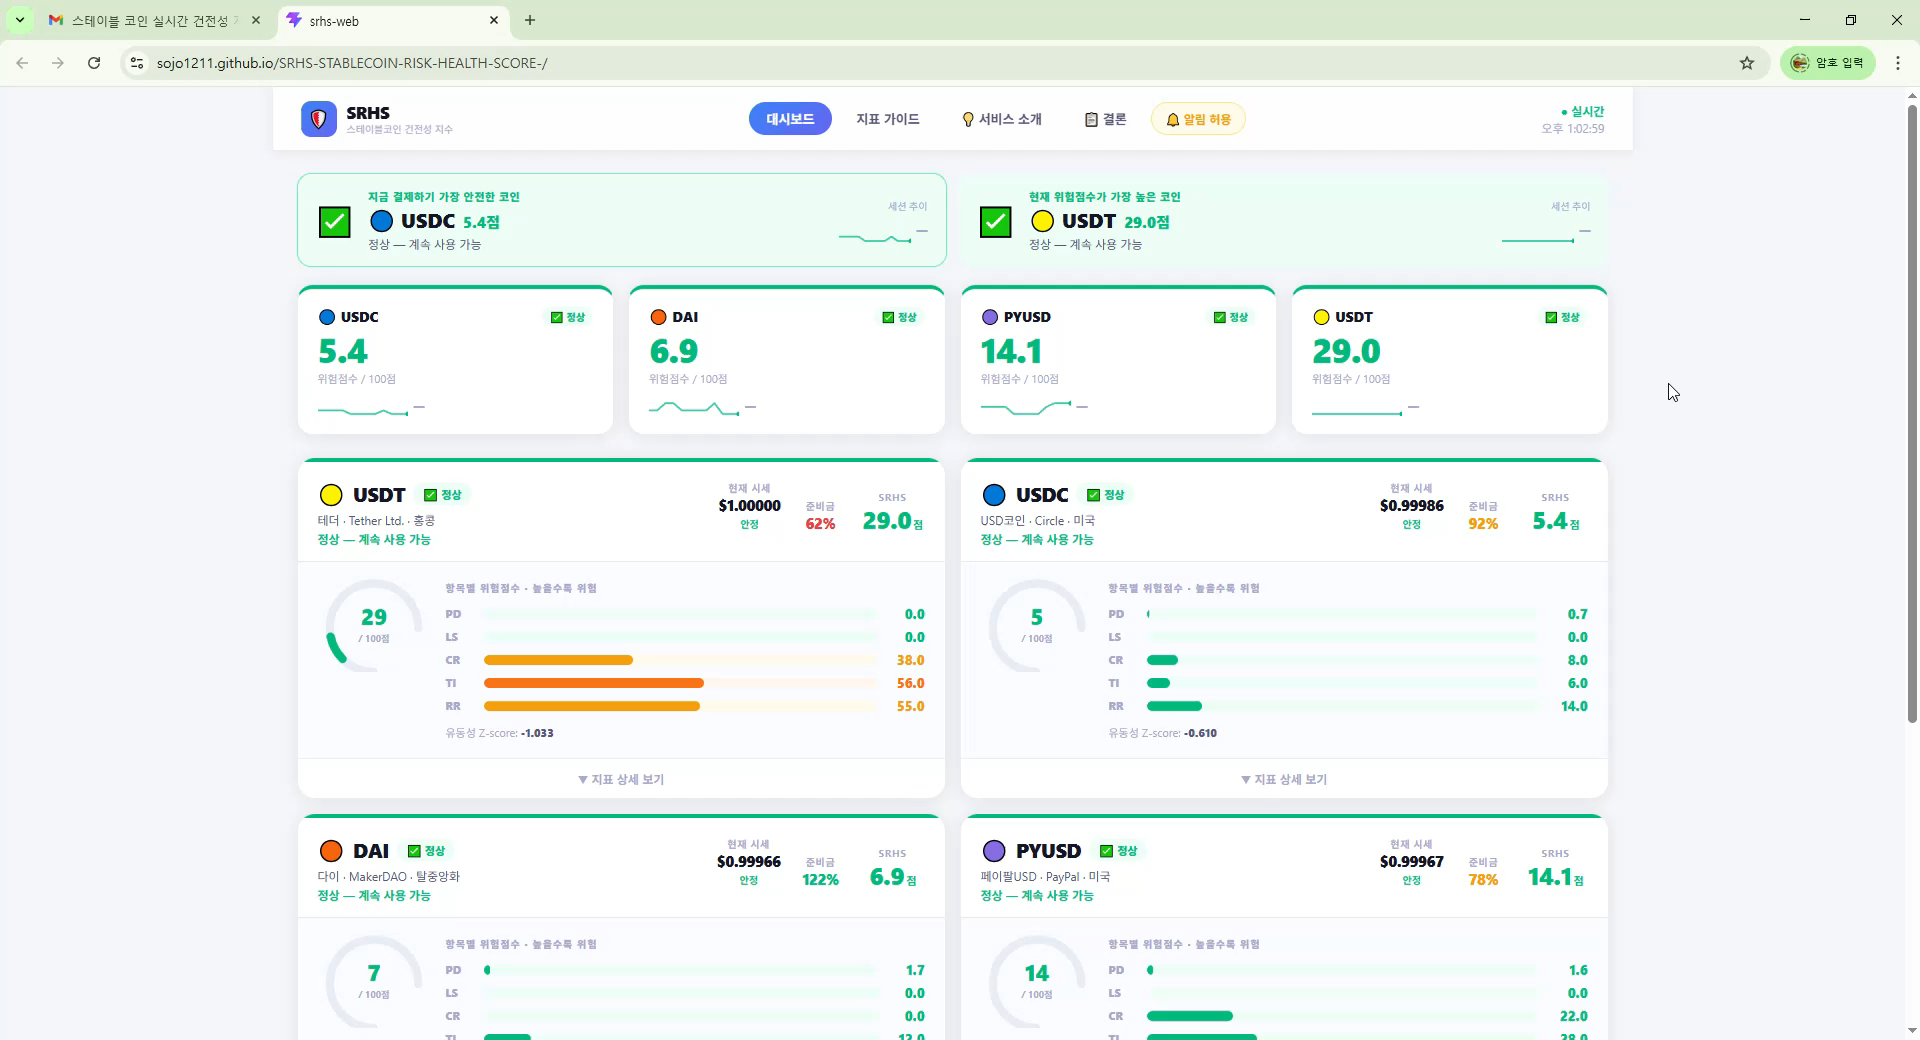 스테이블 코인 실시간 건전성
srhs-web
sojo1211.github.io/SRHS-STABLECOIN-RISK-HEALTH-SCORE-/
암호 입력
SRHS
스테이블코인 건전성 지수
대시보드
지표 가이드
서비스 소개
결론
알림 허용
실시간
오후 1:02:59
지금 결제하기 가장 안전한 코인
USDC 5.4점
정상 — 계속 사용 가능
세션 추이
—
현재 위험점수가 가장 높은 코인
USDT 29.0점
정상 — 계속 사용 가능
세션 추이
—
USDC
정상
5.4
위험점수 / 100점
—
DAI
정상
6.9
위험점수 / 100점
—
PYUSD
정상
14.1
위험점수 / 100점
—
USDT
정상
29.0
위험점수 / 100점
—
USDT 정상
테더 · Tether Ltd. · 홍콩
정상 — 계속 사용 가능
현재 시세
$1.00000
안정
준비금
62%
SRHS
29.0점
29
/ 100점
항목별 위험점수 · 높을수록 위험
PD 0.0
LS 0.0
CR 38.0
TI 56.0
RR 55.0
유동성 Z-score: -1.033
▼ 지표 상세 보기
USDC 정상
USD코인 · Circle · 미국
정상 — 계속 사용 가능
현재 시세
$0.99986
안정
준비금
92%
SRHS
5.4점
5
/ 100점
항목별 위험점수 · 높을수록 위험
PD 0.7
LS 0.0
CR 8.0
TI 6.0
RR 14.0
유동성 Z-score: -0.610
▼ 지표 상세 보기
DAI 정상
다이 · MakerDAO · 탈중앙화
정상 — 계속 사용 가능
현재 시세
$0.99966
안정
준비금
122%
SRHS
6.9점
7
/ 100점
항목별 위험점수 · 높을수록 위험
PD 1.7
LS 0.0
CR 0.0
TI 12.0
PYUSD 정상
페이팔USD · PayPal · 미국
정상 — 계속 사용 가능
현재 시세
$0.99967
안정
준비금
78%
SRHS
14.1점
14
/ 100점
항목별 위험점수 · 높을수록 위험
PD 1.6
LS 0.0
CR 22.0
TI 28.0